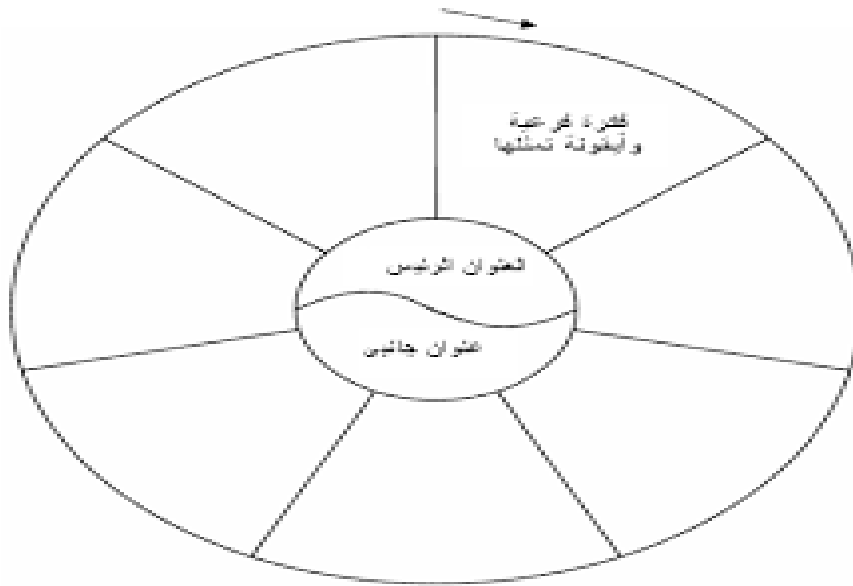 فكرة فرعية
وأيقونة تمثلها
العنوان الرئيس
عنوان جانبي